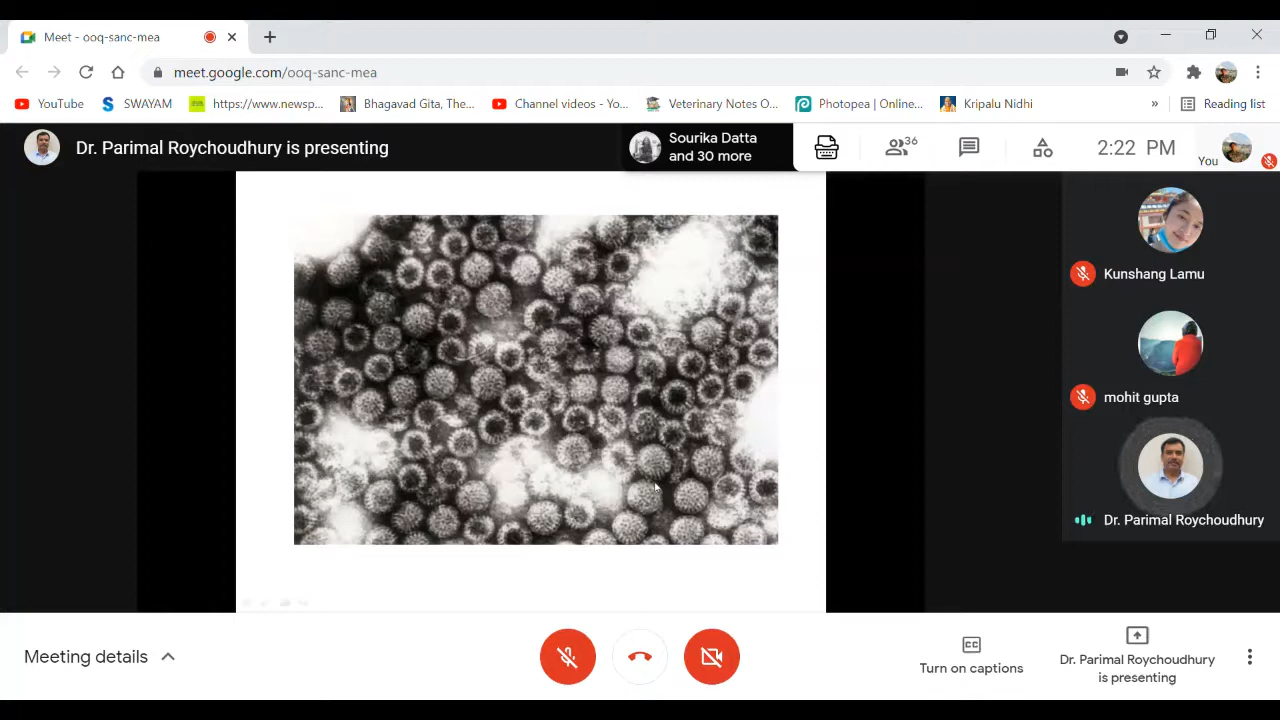 Meet - ooq-sanc-mea
meet.google.com/ooq-sanc-mea
YouTube
SWAYAM
https://www.newsp...
Bhagavad Gita, The...
Channel videos - Yo...
Veterinary Notes O...
Photopea | Online...
Kripalu Nidhi
»
Reading list
Dr. Parimal Roychoudhury is presenting
Sourika Datta
and 30 more
36
2:22 PM
You
Kunshang Lamu
mohit gupta
Dr. Parimal Roychoudhury
Meeting details
CC
Turn on captions
Dr. Parimal Roychoudhury
is presenting